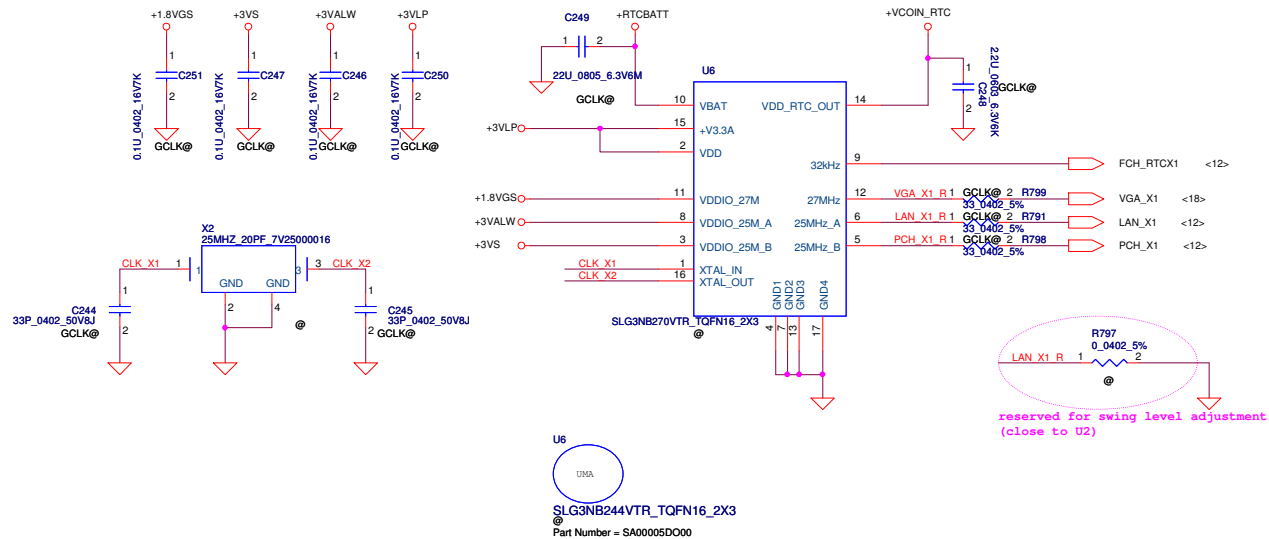 +1.8VGS
+3VS
+3VALW
+3VLP
1
C251
2
0.1U_0402_16V7K
GCLK@
1
C247
2
0.1U_0402_16V7K
GCLK@
1
C246
2
0.1U_0402_16V7K
GCLK@
1
C250
2
0.1U_0402_16V7K
GCLK@
C249
1 2
22U_0805_6.3V6M
GCLK@
+RTCBATT
+VCOIN_RTC
1
C248
2
2.2U_0603_6.3V6K
GCLK@
U6
10 VBAT
VDD_RTC_OUT 14
+3VLP
15 +V3.3A
2 VDD
32kHz 9
FCH_RTCX1 <12>
+1.8VGS
11 VDDIO_27M
27MHz 12
VGA_X1_R 1 GCLK@ 2 R799
33_0402_5%
VGA_X1 <18>
+3VALW
8 VDDIO_25M_A
25MHz_A 6
LAN_X1_R 1 GCLK@ 2 R791
33_0402_5%
LAN_X1 <12>
+3VS
3 VDDIO_25M_B
25MHz_B 5
PCH_X1_R 1 GCLK@ 2 R798
33_0402_5%
PCH_X1 <12>
CLK_X1 1 XTAL_IN
CLK_X2 16 XTAL_OUT
GND1
GND2
GND3
GND4
4
7
13
17
SLG3NB270VTR_TQFN16_2X3
@
X2
25MHZ_20PF_7V25000016
CLK_X1 1 1
3 3 CLK_X2
GND GND
2 4
@
1
C244
33P_0402_50V8J
2
GCLK@
1
C245
33P_0402_50V8J
2 GCLK@
R797
0_0402_5%
LAN_X1_R 1 2
@
reserved for swing level adjustment
(close to U2)
U6
UMA
SLG3NB244VTR_TQFN16_2X3
@
Part Number = SA00005DO00